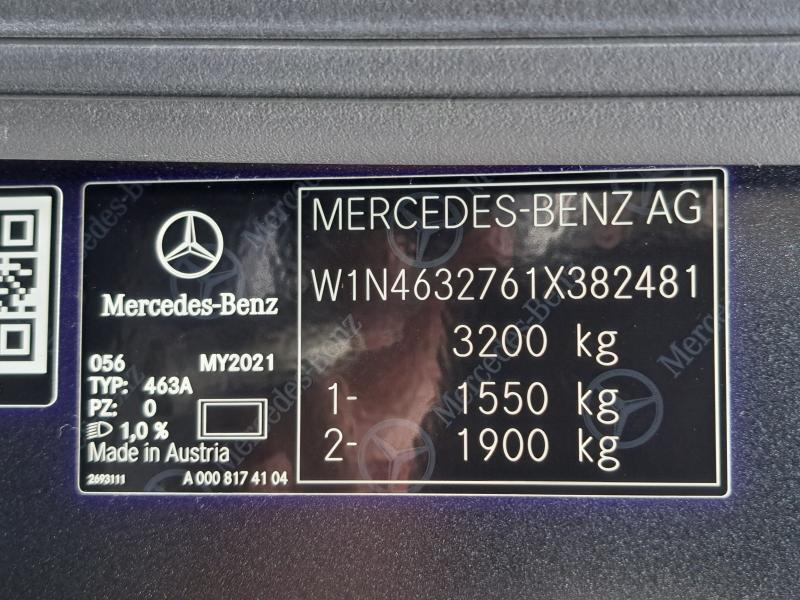 Mercedes-Benz
056 MY2021
TYP: 463A
PZ: 0
1,0 %
Made in Austria
2693111 A 000 817 41 04
MERCEDES-BENZ AG
W1N4632761X382481
3200 kg
1- 1550 kg
2- 1900 kg